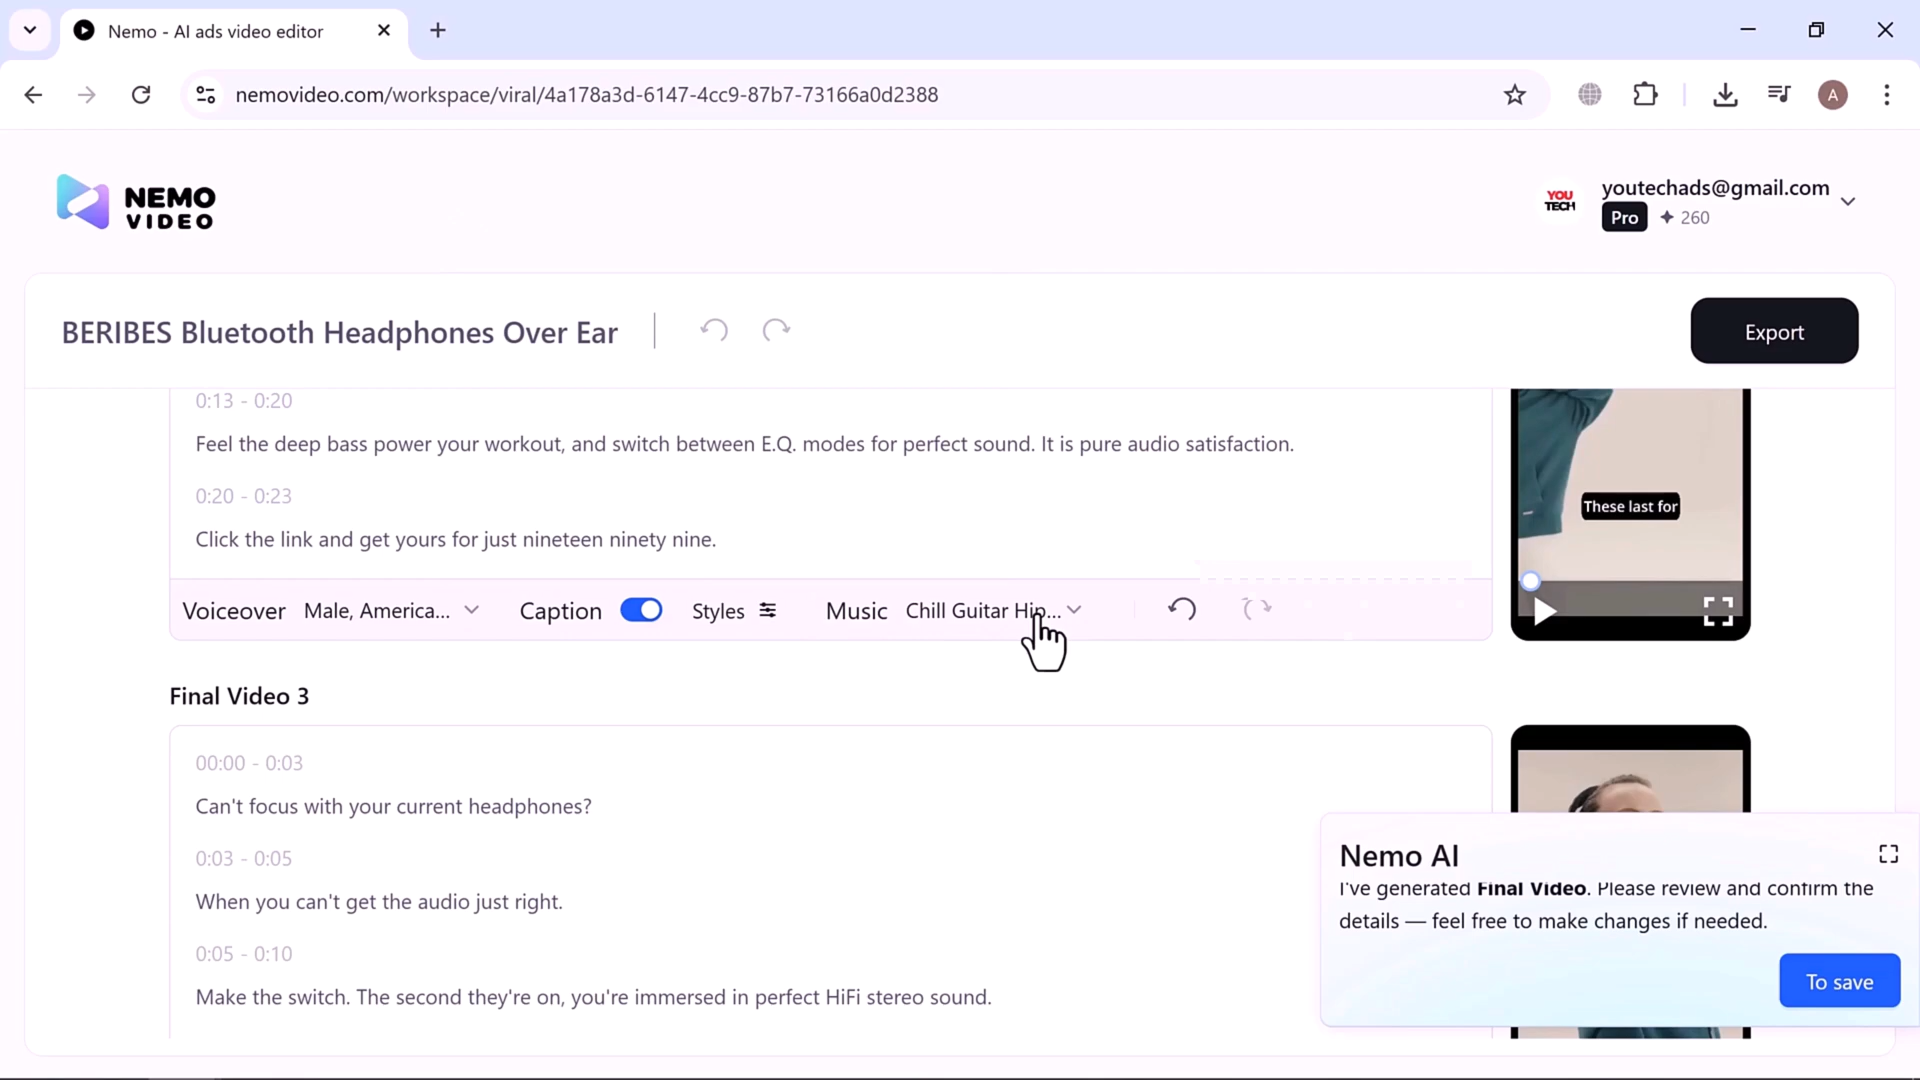 Nemo - AI ads video editor
nemovideo.com/workspace/viral/4a178a3d-6147-4cc9-87b7-73166a0d2388
A
NEMO
VIDEO
YOU
TECH
youtechads@gmail.com
Pro 260
BERIBES Bluetooth Headphones Over Ear
Export
0:13 - 0:20
Feel the deep bass power your workout, and switch between E.Q. modes for perfect sound. It is pure audio satisfaction.
0:20 - 0:23
Click the link and get yours for just nineteen ninety nine.
These last for
Voiceover Male, America... Caption Styles Music Chill Guitar Hip...
Final Video 3
00:00 - 0:03
Can't focus with your current headphones?
0:03 - 0:05
When you can't get the audio just right.
0:05 - 0:10
Make the switch. The second they're on, you're immersed in perfect HiFi stereo sound.
Nemo AI
I've generated Final Video. Please review and confirm the
details — feel free to make changes if needed.
To save